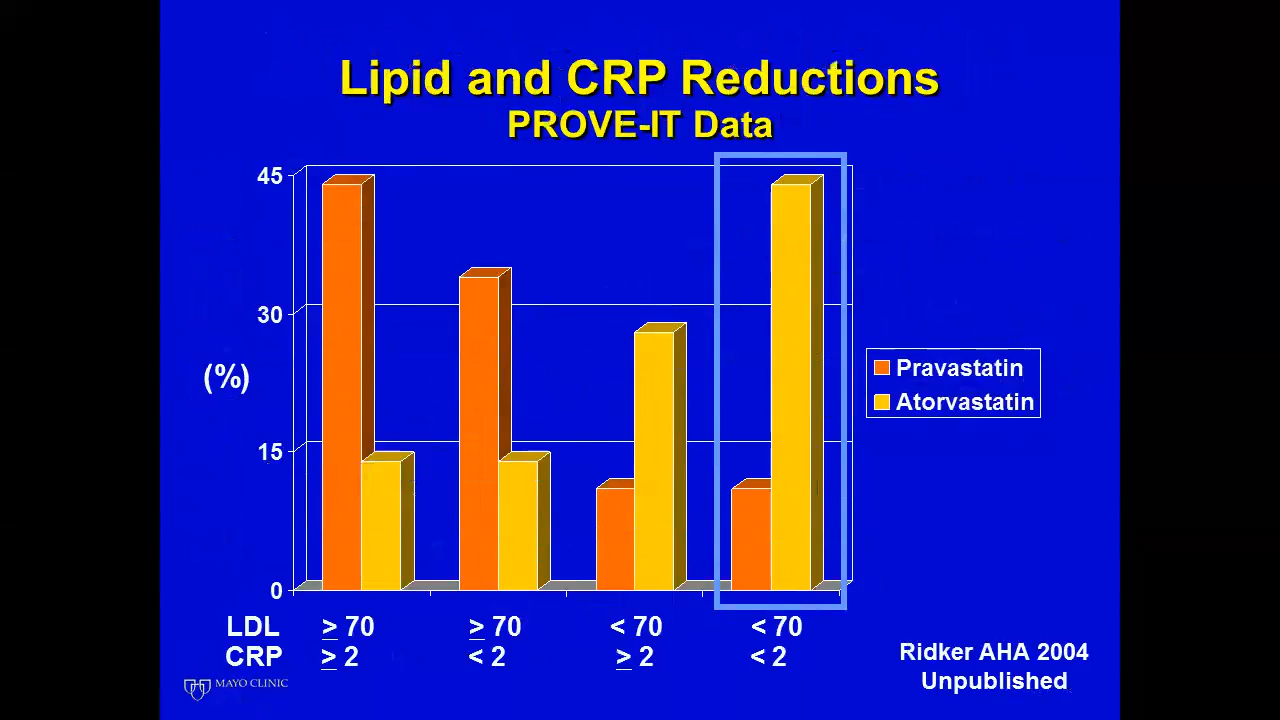 Lipid and CRP Reductions
PROVE-IT Data
45
30
(%)
15
0
Pravastatin
Atorvastatin
LDL ≥ 70 ≥ 70 < 70 < 70
CRP ≥ 2 < 2 ≥ 2 < 2
Ridker AHA 2004
Unpublished
MAYO CLINIC